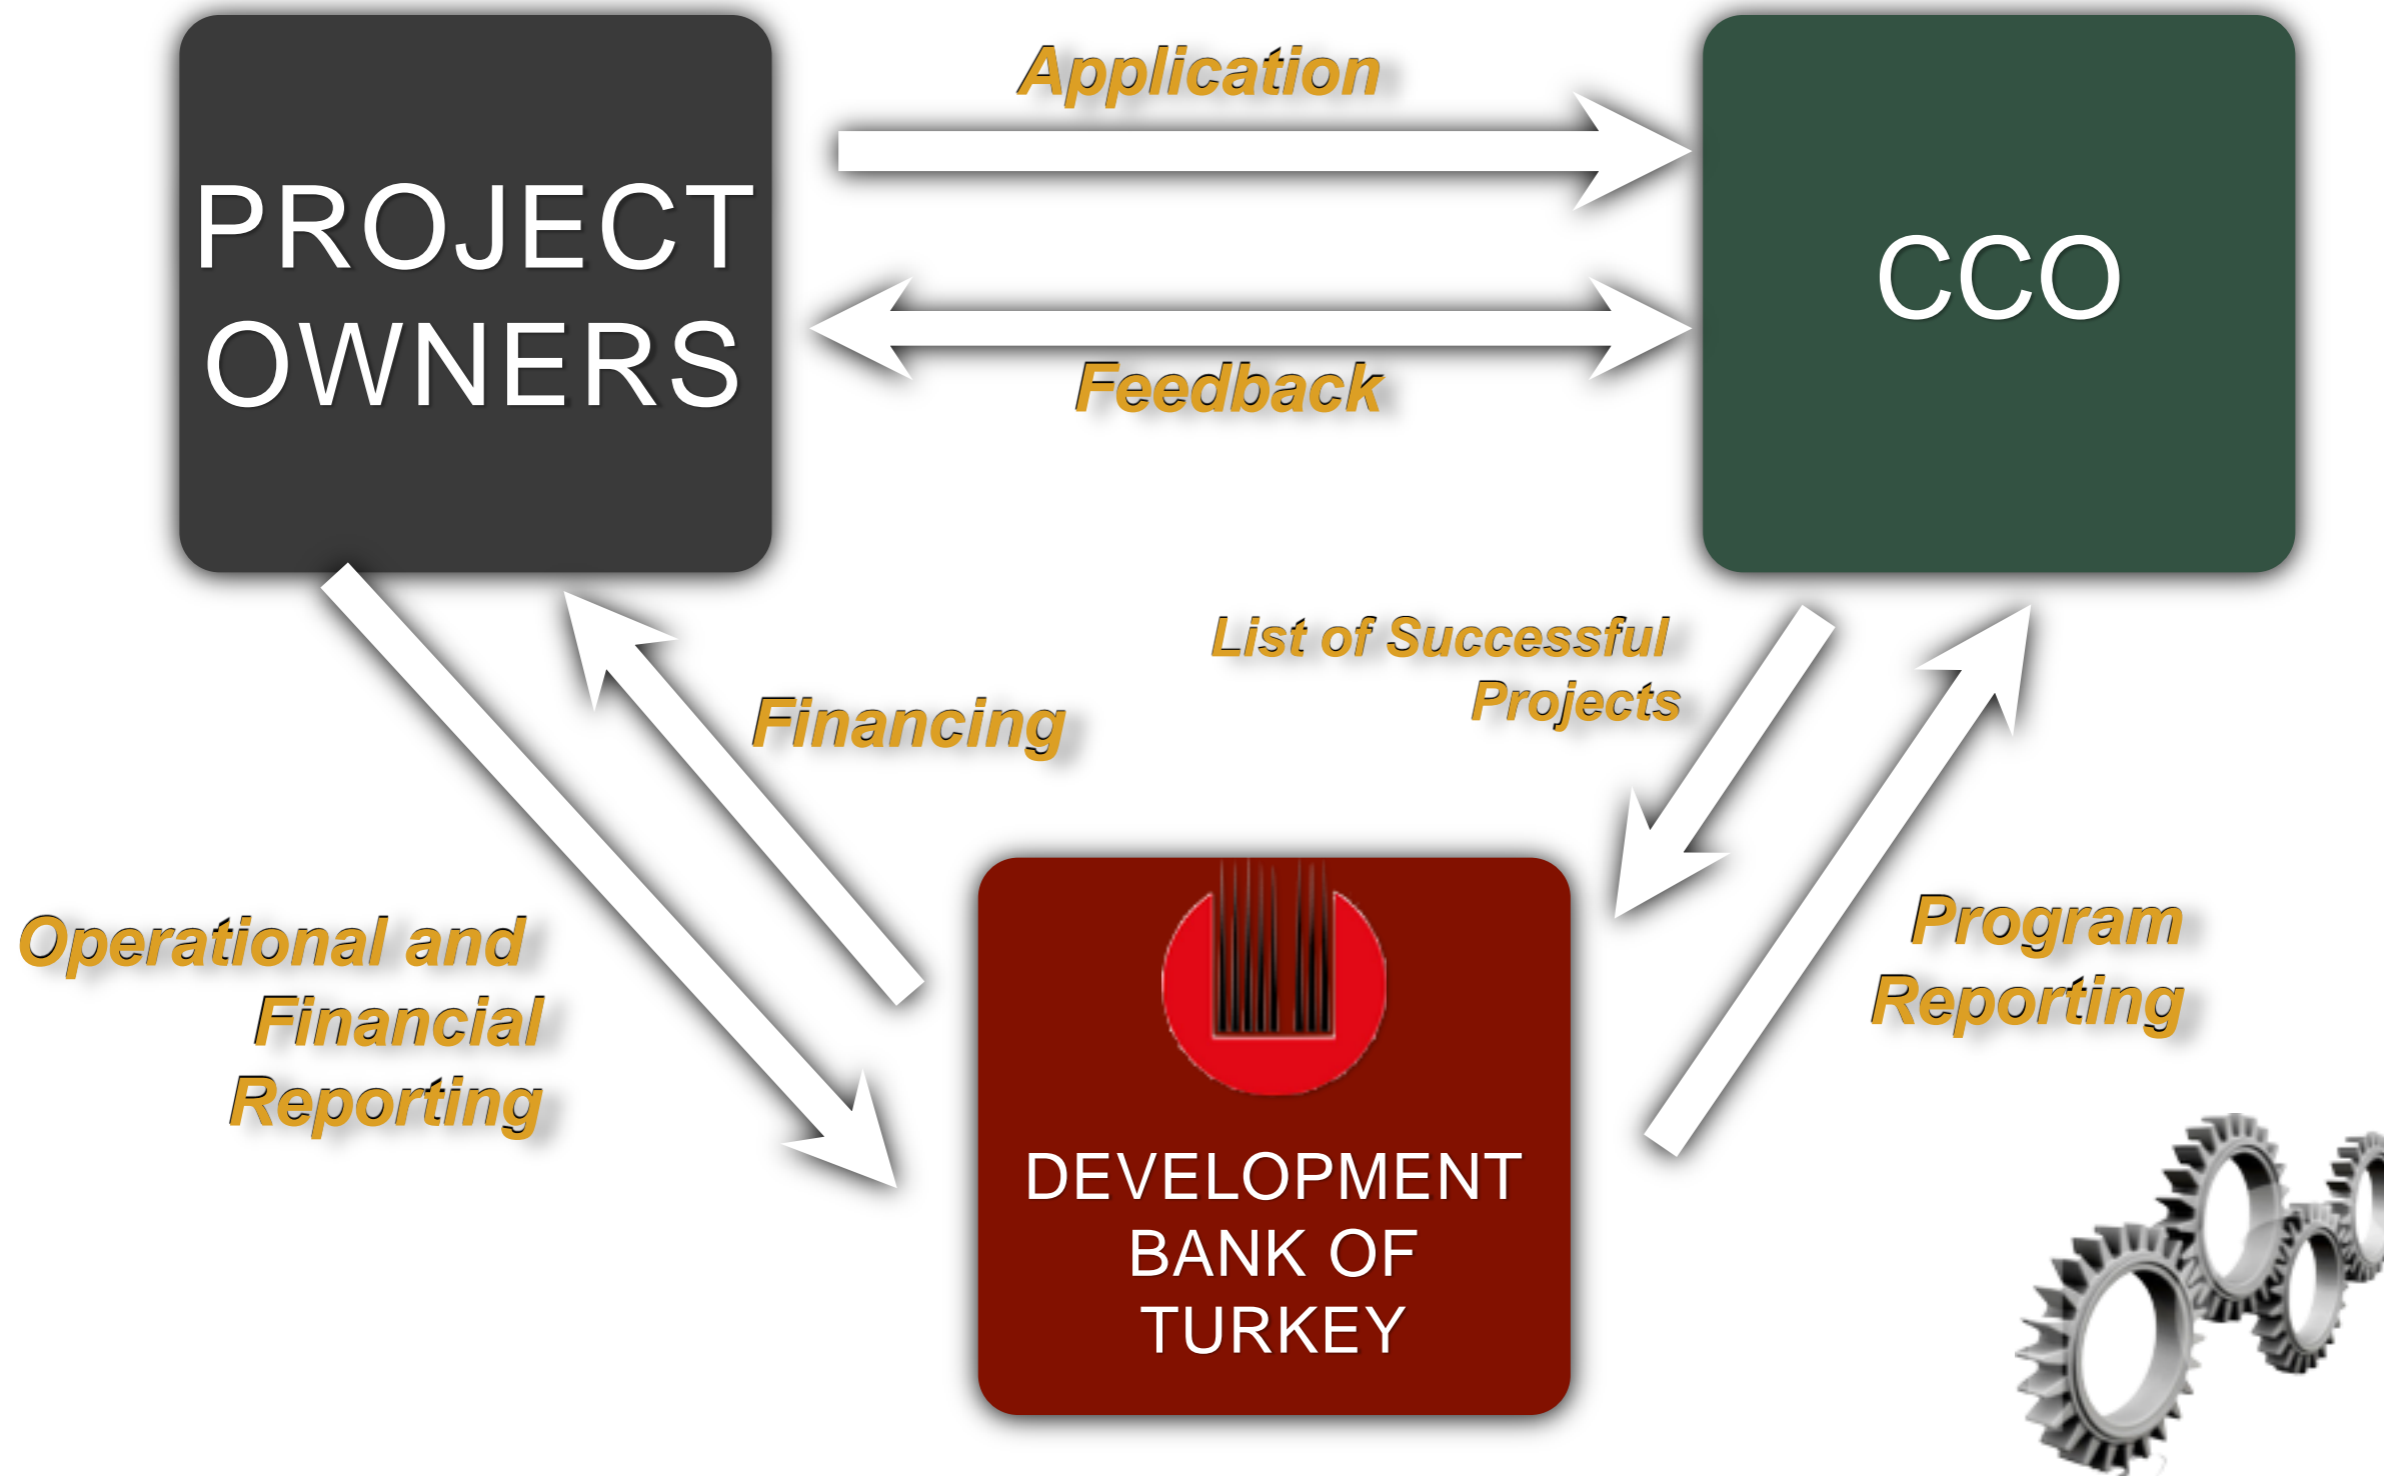 PROJECT
OWNERS
Application
Feedback
CCO
List of Successful
Projects
Financing
Operational and
Financial
Reporting
Program
Reporting
DEVELOPMENT
BANK OF
TURKEY